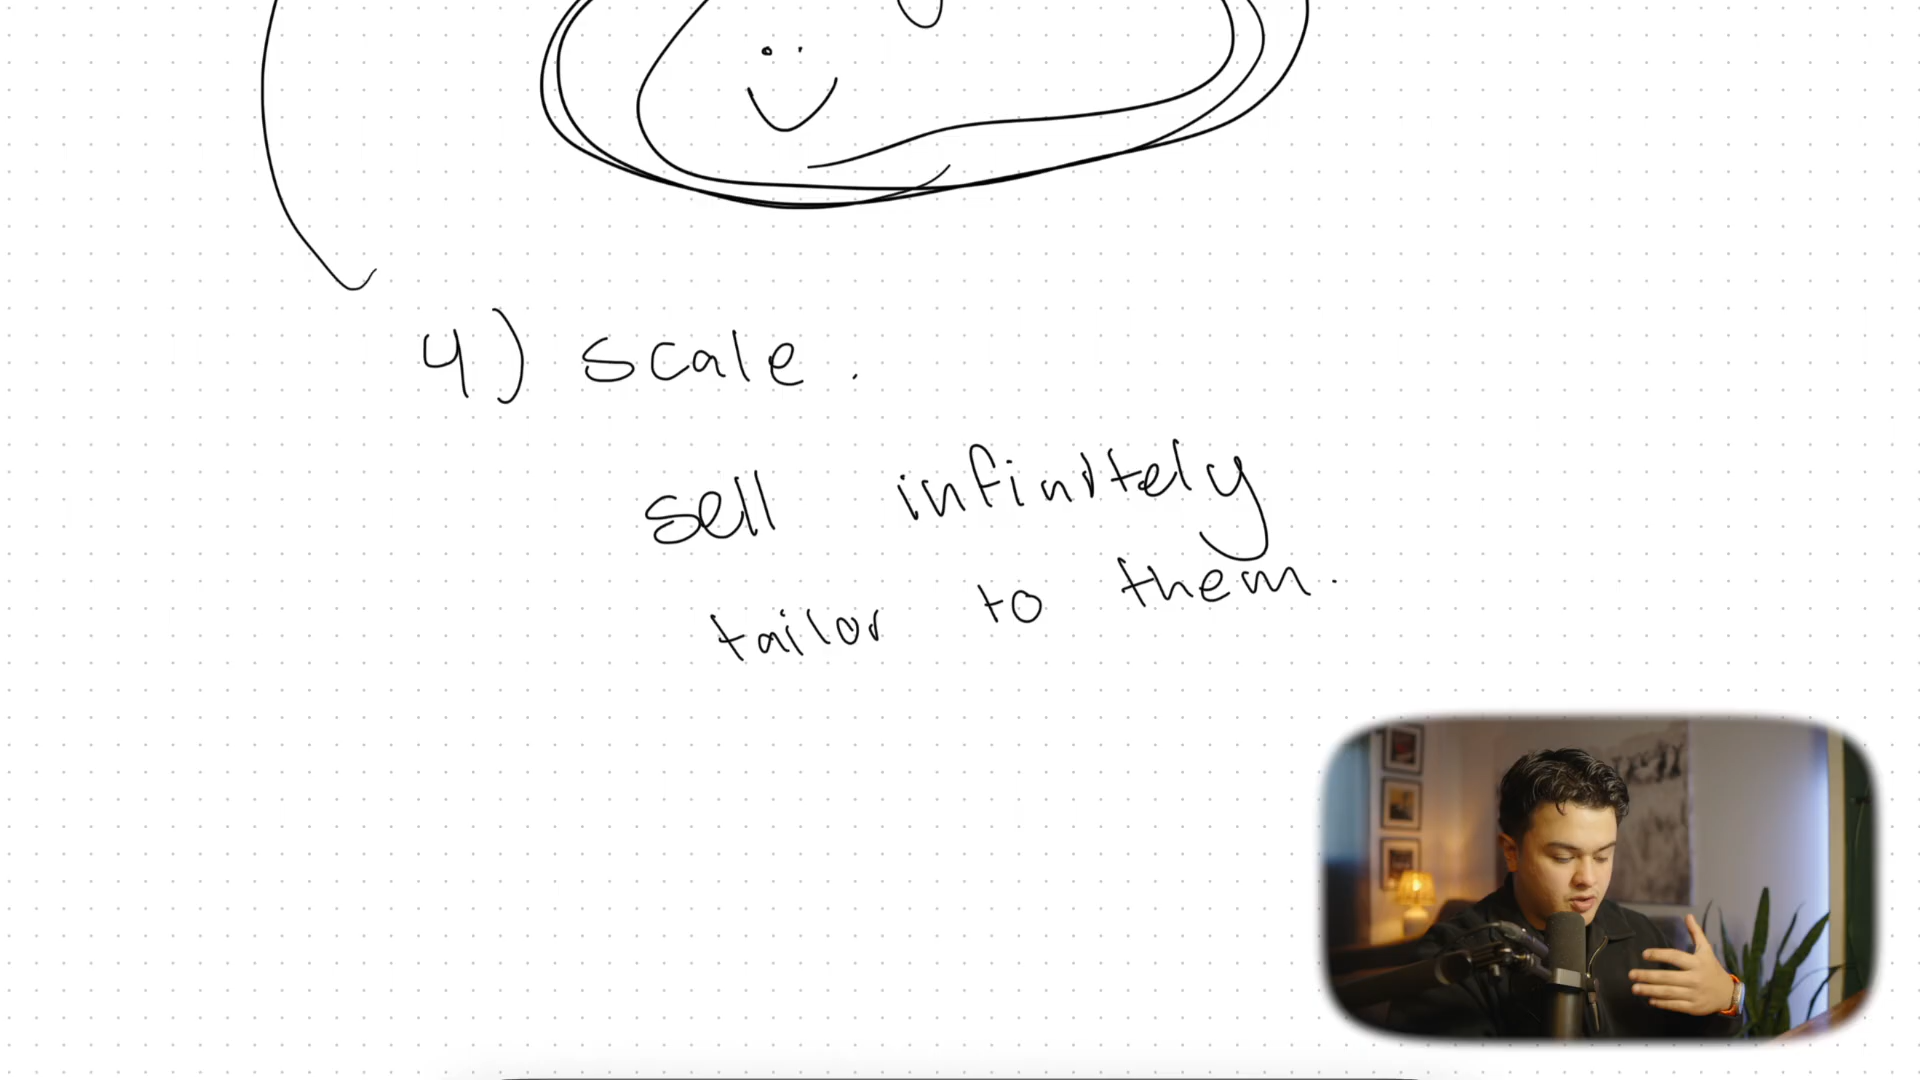 4) scale.
sell infinitely
tailor to them.